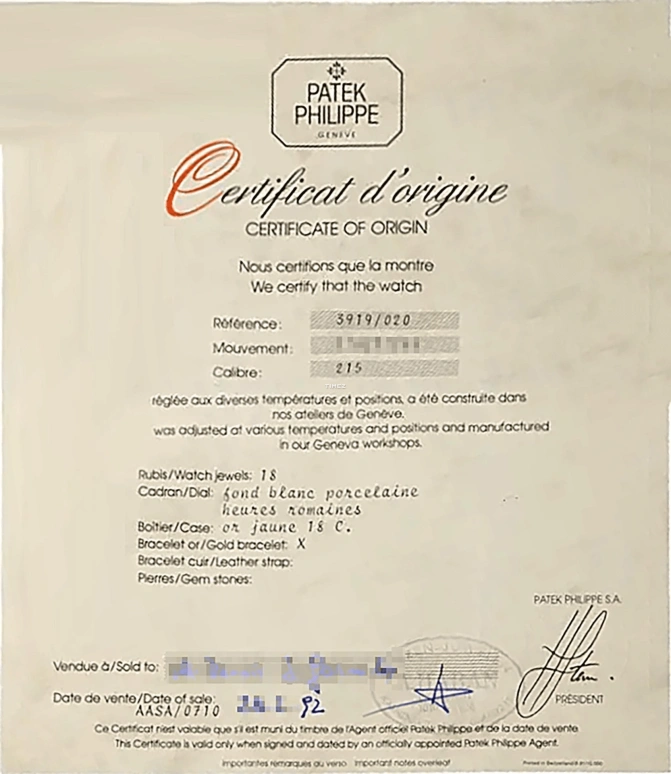 PATEK
PHILIPPE
GENÈVE
Certificat d'origine
CERTIFICATE OF ORIGIN
Nous certifions que la montre
We certify that the watch
Référence: 3919/020
Mouvement:
Calibre: 215
réglée aux diverses températures et positions, a été construite dans
nos ateliers de Genève.
was adjusted at various temperatures and positions and manufactured
in our Geneva workshops.
Rubis/Watch jewels: 18
Cadran/Dial: fond blanc porcelaine
heures romaines
Boîtier/Case: or jaune 18 C.
Bracelet or/Gold bracelet: X
Bracelet cuir/Leather strap:
Pierres/Gem stones:
PATEK PHILIPPE S.A.
Vendue à/Sold to:
Date de vente/Date of sale: 92
AASA/0710
PRÉSIDENT
Ce Certificat n'est valable que s'il est muni du timbre de l'Agent officiel Patek Philippe et de la date de vente.
This Certificate is valid only when signed and dated by an officially appointed Patek Philippe Agent.
Importantes remarques au verso Important notes overleaf
Printed in Switzerland